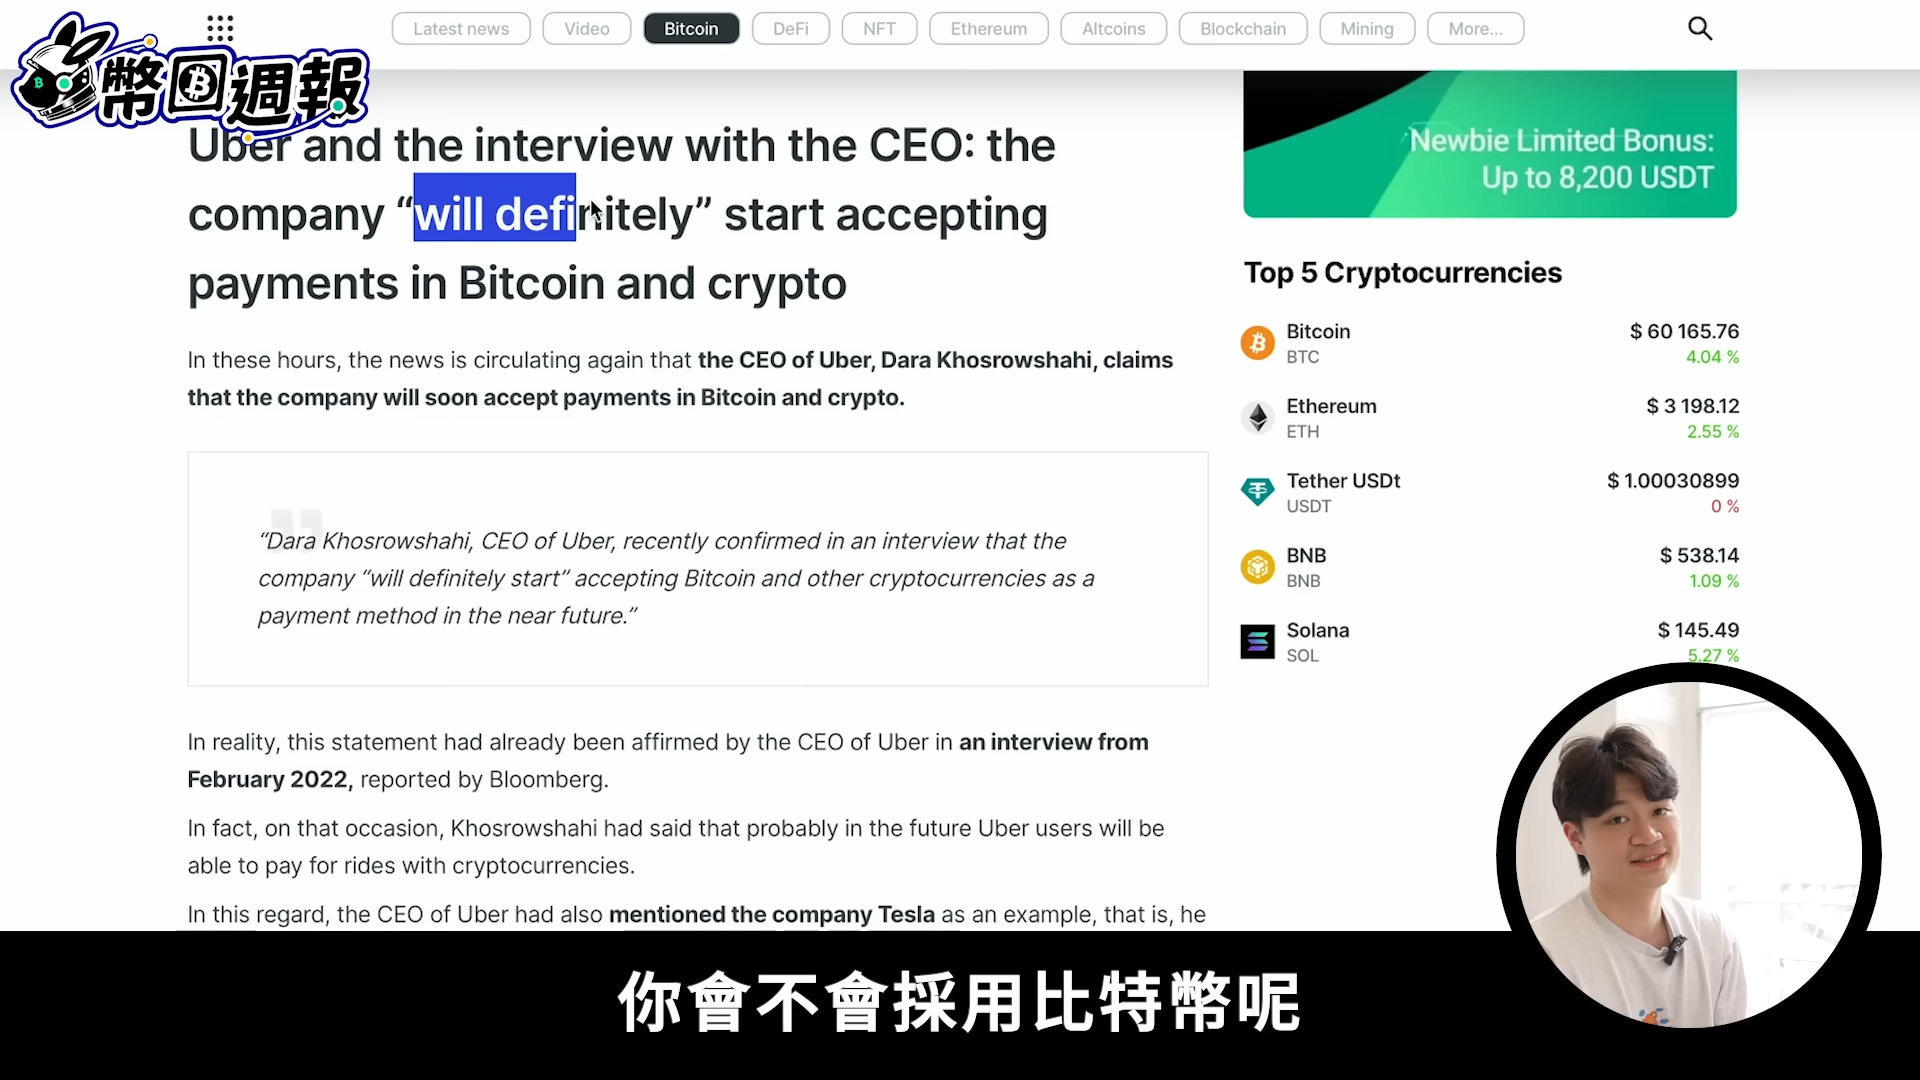 Latest news
Video
Bitcoin
DeFi
NFT
Ethereum
Altcoins
Blockchain
Mining
More...
幣回週報
Uber and the interview with the CEO: the
company “will definitely” start accepting
payments in Bitcoin and crypto
In these hours, the news is circulating again that the CEO of Uber, Dara Khosrowshahi, claims
that the company will soon accept payments in Bitcoin and crypto.
“Dara Khosrowshahi, CEO of Uber, recently confirmed in an interview that the
company “will definitely start” accepting Bitcoin and other cryptocurrencies as a
payment method in the near future.”
In reality, this statement had already been affirmed by the CEO of Uber in an interview from
February 2022, reported by Bloomberg.
In fact, on that occasion, Khosrowshahi had said that probably in the future Uber users will be
able to pay for rides with cryptocurrencies.
In this regard, the CEO of Uber had also mentioned the company Tesla as an example, that is, he
Newbie Limited Bonus:
Up to 8,200 USDT
Top 5 Cryptocurrencies
Bitcoin $ 60 165.76
BTC 4.04 %
Ethereum $ 3 198.12
ETH 2.55 %
Tether USDt $ 1.00030899
USDT 0 %
BNB $ 538.14
BNB 1.09 %
Solana $ 145.49
SOL 5.27 %
你會不會採用比特幣呢